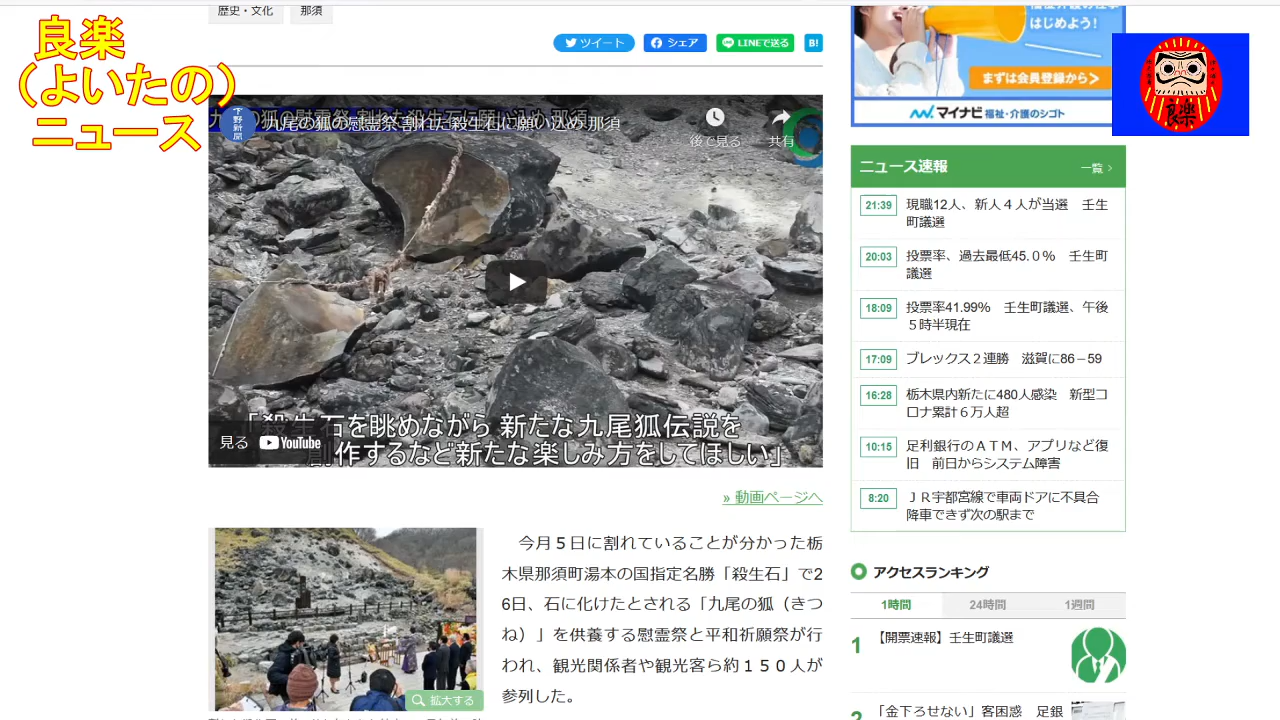 歴史・文化
那須
良楽
（よいたの）
ニュース
ツイート
シェア
LINEで送る
B!
はじめよう!
まずは会員登録から>
マイナビ 福祉・介護のシゴト
良楽
下野新聞
九尾の狐の慰霊祭 割れた殺生石に願い込め 那須
後で見る
共有
「殺生石を眺めながら 新たな九尾狐伝説を
創作するなど新たな楽しみ方をしてほしい」
見る YouTube
» 動画ページへ
拡大する
今月５日に割れていることが分かった栃
木県那須町湯本の国指定名勝「殺生石」で2
6日、石に化けたとされる「九尾の狐（きつ
ね）」を供養する慰霊祭と平和祈願祭が行
われ、観光関係者や観光客ら約１５０人が
参列した。
ニュース速報
一覧
21:39 現職12人、新人４人が当選　壬生
町議選
20:03 投票率、過去最低45.０％　壬生町
議選
18:09 投票率41.99％　壬生町議選、午後
５時半現在
17:09 ブレックス２連勝　滋賀に86－59
16:28 栃木県内新たに480人感染　新型コ
ロナ累計６万人超
10:15 足利銀行のＡＴＭ、アプリなど復
旧　前日からシステム障害
8:20 ＪＲ宇都宮線で車両ドアに不具合
降車できず次の駅まで
アクセスランキング
1時間
24時間
1週間
1 【開票速報】壬生町議選
2 「金下ろせない」客困惑　足銀